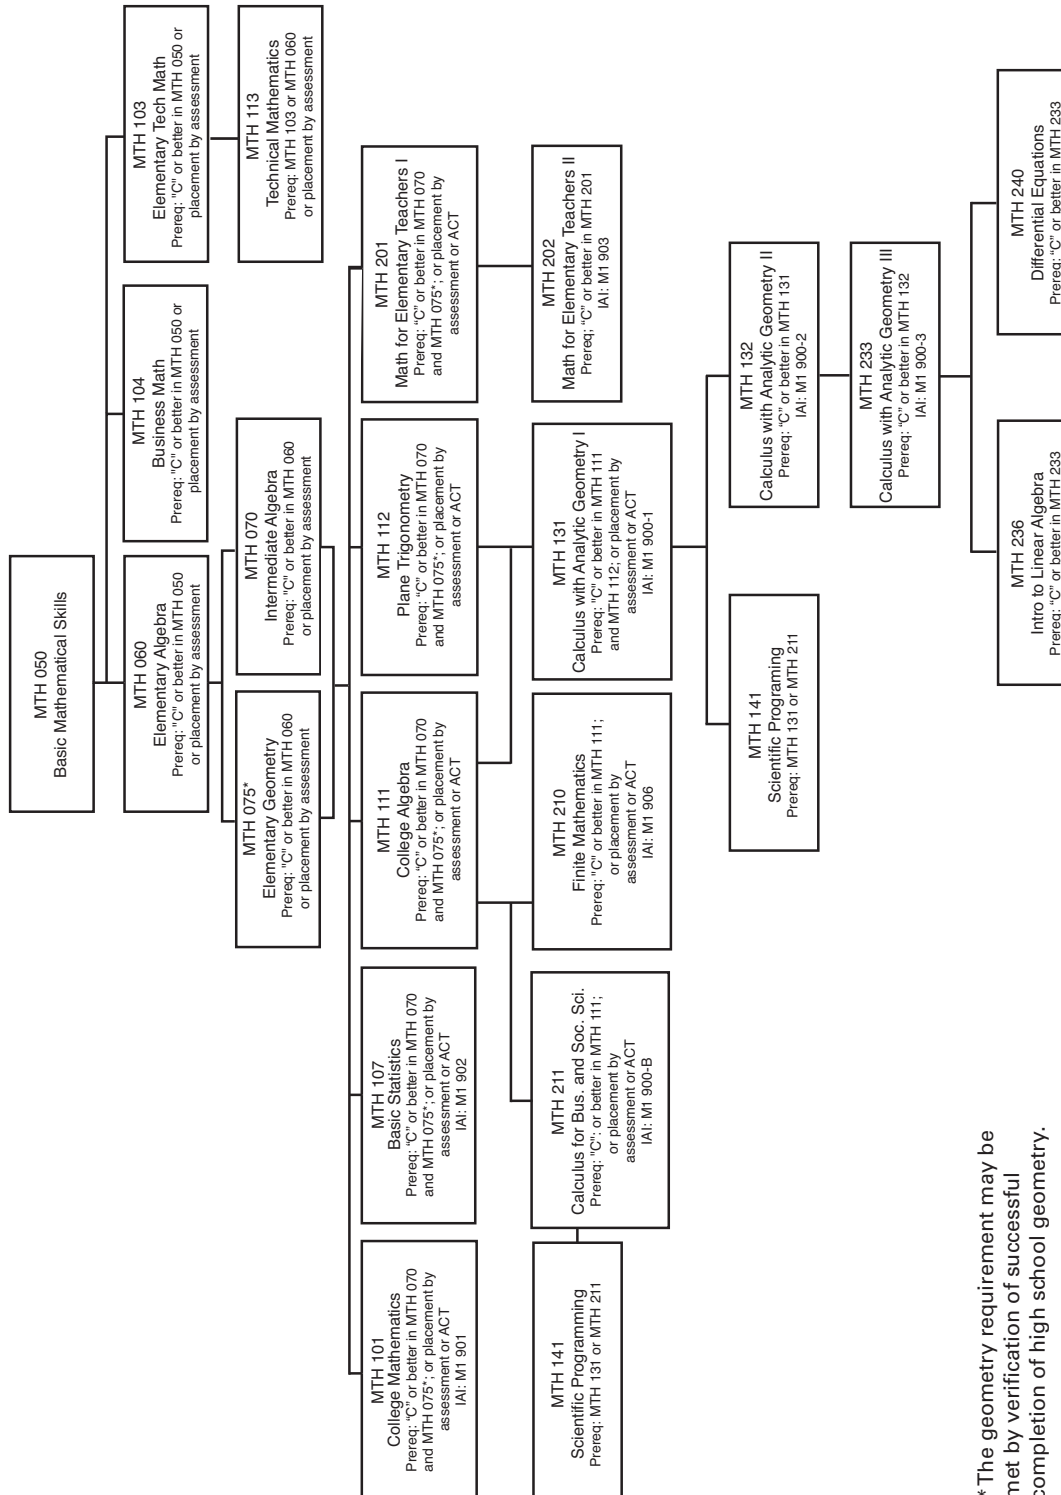 MTH 050
Basic Mathematical Skills
MTH 060
Elementary Algebra
Prereq: "C" or better in MTH 050
or placement by assessment
MTH 104
Business Math
Prereq: "C" or better in MTH 050 or
placement by assessment
MTH 103
Elementary Tech Math
Prereq: "C" or better in MTH 050 or
placement by assessment
MTH 075*
Elementary Geometry
Prereq: "C" or better in MTH 060
or placement by assessment
MTH 070
Intermediate Algebra
Prereq: "C" or better in MTH 060
or placement by assessment
MTH 113
Technical Mathematics
Prereq: MTH 103 or MTH 060
or placement by assessment
MTH 101
College Mathematics
Prereq: “C” or better in MTH 070
and MTH 075*; or placement by
assessment or ACT
IAI: M1 901
MTH 107
Basic Statistics
Prereq: “C” or better in MTH 070
and MTH 075*; or placement by
assessment or ACT
IAI: M1 902
MTH 111
College Algebra
Prereq: “C” or better in MTH 070
and MTH 075*; or placement by
assessment or ACT
MTH 112
Plane Trigonometry
Prereq: “C” or better in MTH 070
and MTH 075*; or placement by
assessment or ACT
MTH 201
Math for Elementary Teachers I
Prereq: “C” or better in MTH 070
and MTH 075*; or placement by
assessment or ACT
MTH 141
Scientific Programming
Prereq: MTH 131 or MTH 211
MTH 211
Calculus for Bus. and Soc. Sci.
Prereq: "C": or better in MTH 111;
or placement by
assessment or ACT
IAI: M1 900-B
MTH 210
Finite Mathematics
Prereq: "C" or better in MTH 111;
or placement by
assessment or ACT
IAI: M1 906
MTH 131
Calculus with Analytic Geometry I
Prereq: "C" or better in MTH 111
and MTH 112; or placement by
assessment or ACT
IAI: M1 900-1
MTH 202
Math for Elementary Teachers II
Prereq; “C” or better in MTH 201
IAI: M1 903
MTH 141
Scientific Programing
Prereq: MTH 131 or MTH 211
MTH 132
Calculus with Analytic Geometry II
Prereq: “C” or better in MTH 131
IAI: M1 900-2
MTH 233
Calculus with Analytic Geometry III
Prereq: “C” or better in MTH 132
IAI: M1 900-3
MTH 236
Intro to Linear Algebra
Prereq: “C” or better in MTH 233
MTH 240
Differential Equations
Prereq: “C” or better in MTH 233
* The geometry requirement may be
met by verification of successful
completion of high school geometry.